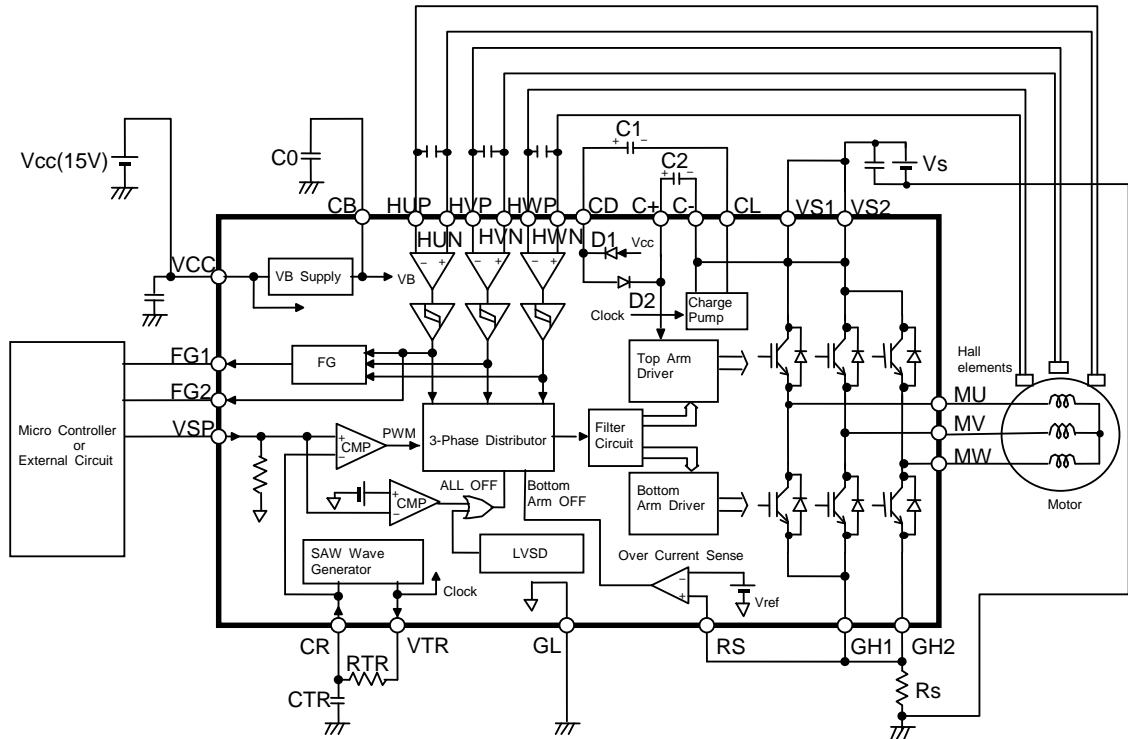 C1
+ −
Vcc(15V)
C0
C2
+ −
Vs
CB
HUP
HVP
HWP
CD
C+
C-
CL
VS1
VS2
HUN
HVN
HWN
D1
Vcc
VCC
VB Supply
VB
− +
− +
− +
D2
Clock
Charge
Pump
FG1
FG
Top Arm
Driver
Hall
elements
FG2
MU
Micro Controller
or
External Circuit
VSP
+
CMP
−
PWM
3-Phase Distributor
Filter
Circuit
MV
MW
ALL OFF
Bottom
Arm OFF
Bottom
Arm Driver
Motor
+
CMP
−
SAW Wave
Generator
LVSD
Over Current Sense
Clock
−
+
Vref
CR
VTR
GL
RS
GH1
GH2
RTR
CTR
Rs